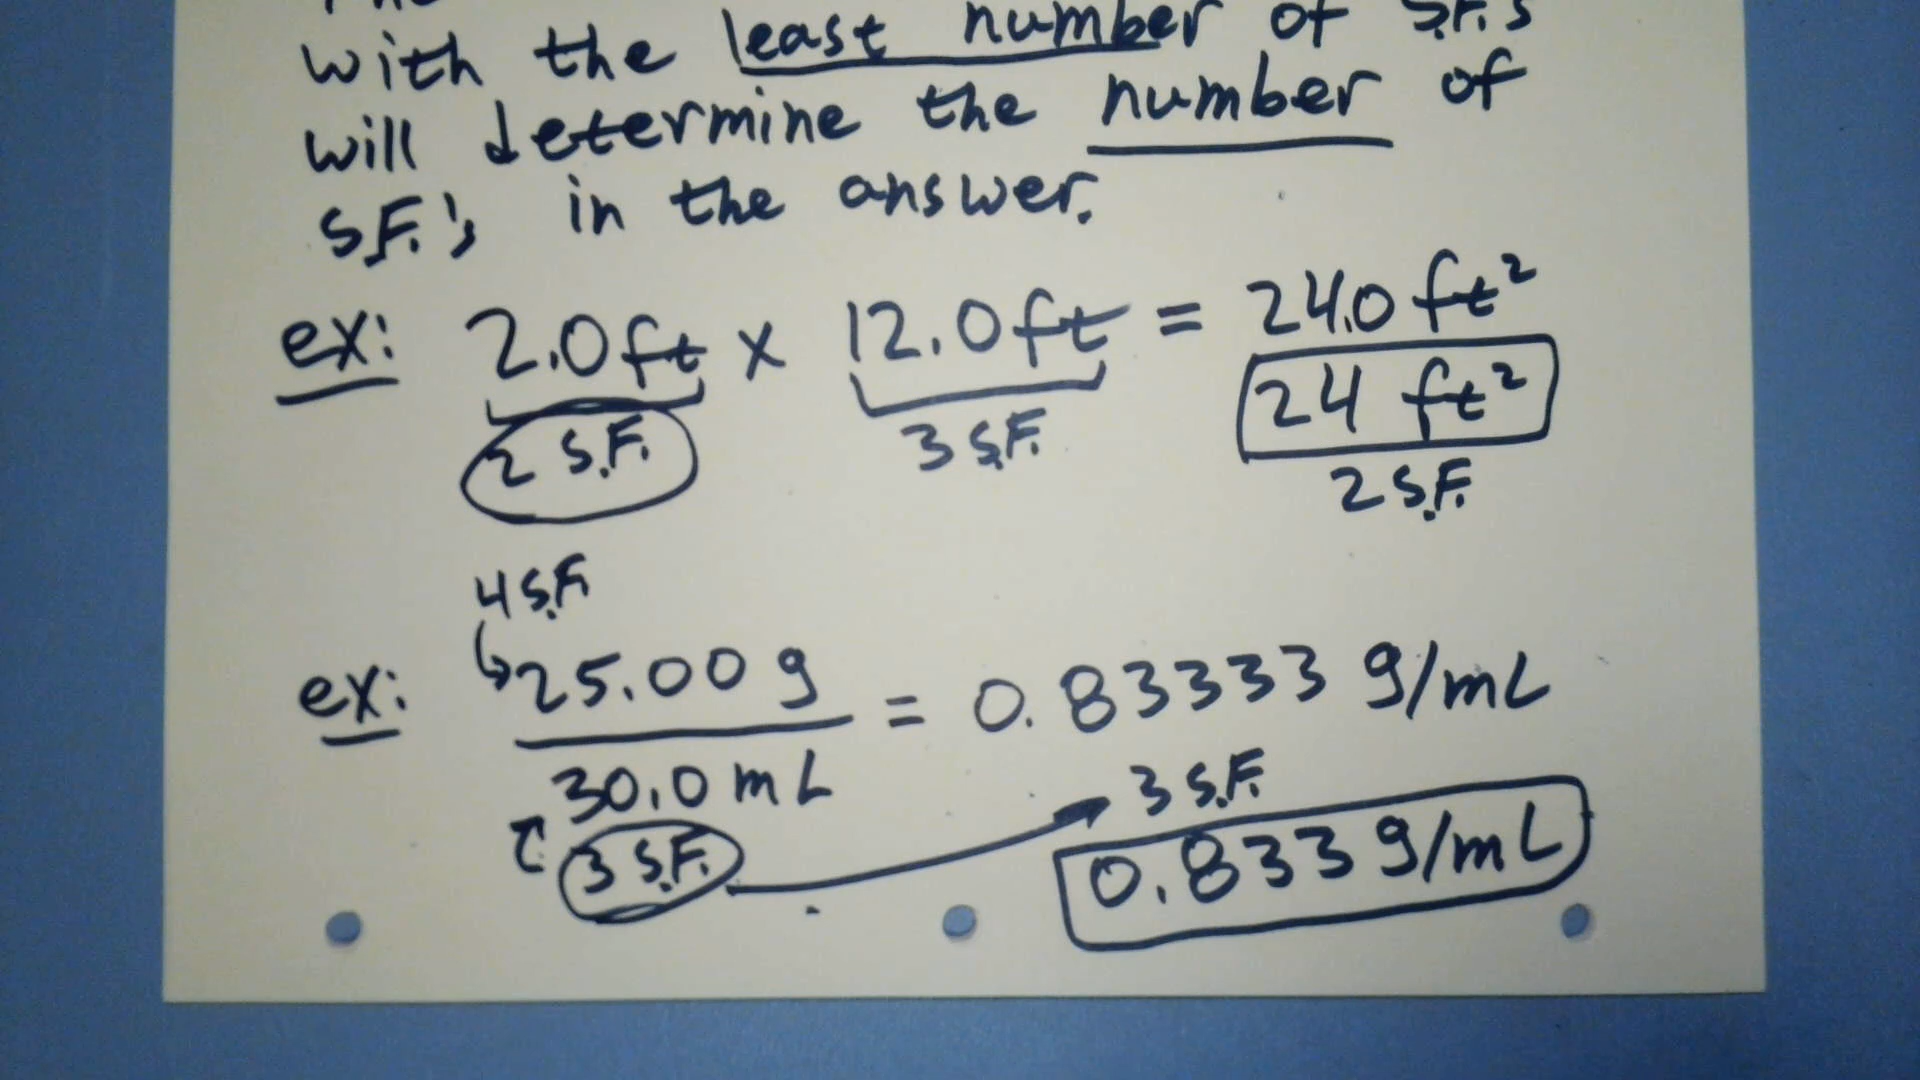 with the least number of S.F.'s
will determine the number of
S.F.'s in the answer.
ex: 2.0 ft x 12.0 ft = 24.0 ft²
24 ft²
2 S.F. 3 S.F. 2 S.F.
4 S.F.
ex: 25.00 g = 0.83333 g/mL
30.0 mL 3 S.F.
3 S.F. 0.833 g/mL